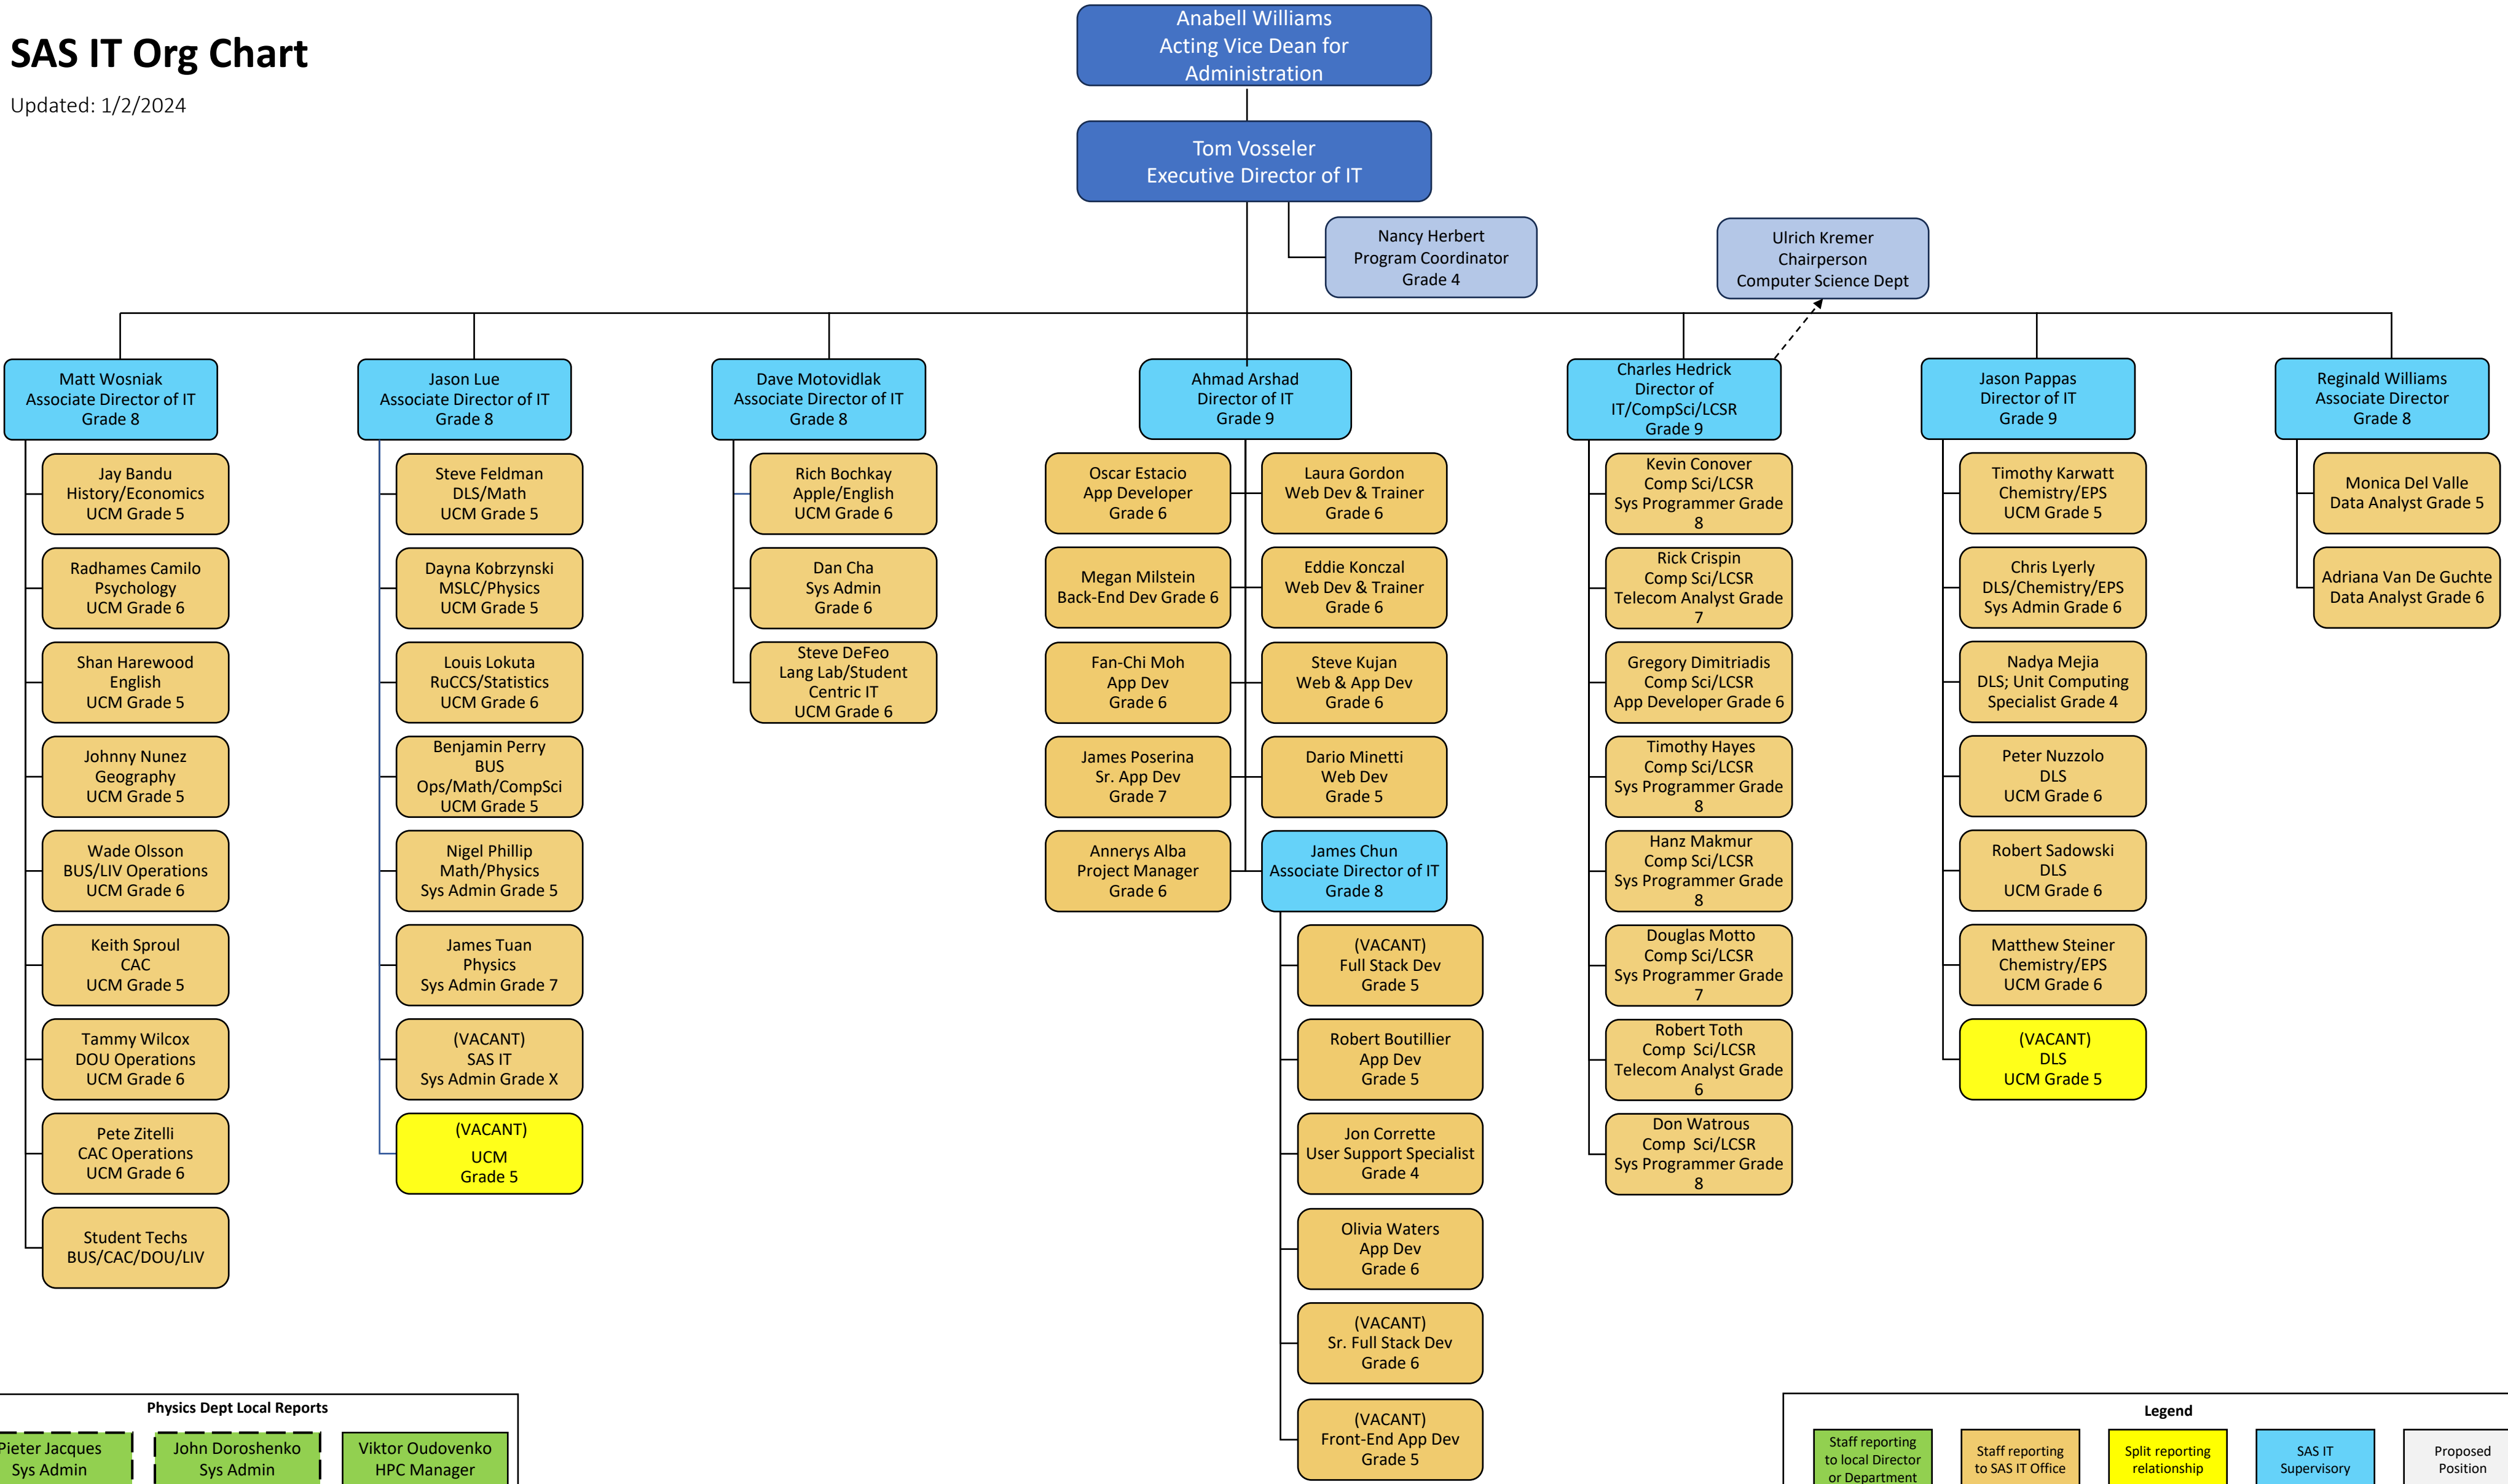 SAS IT Org Chart
Updated: 1/2/2024
Anabell Williams
Acting Vice Dean for
Administration
Tom Vosseler
Executive Director of IT
Nancy Herbert
Program Coordinator
Grade 4
Ulrich Kremer
Chairperson
Computer Science Dept
Matt Wosniak
Associate Director of IT
Grade 8
Jay Bandu
History/Economics
UCM Grade 5
Radhames Camilo
Psychology
UCM Grade 6
Shan Harewood
English
UCM Grade 5
Johnny Nunez
Geography
UCM Grade 5
Wade Olsson
BUS/LIV Operations
UCM Grade 6
Keith Sproul
CAC
UCM Grade 5
Tammy Wilcox
DOU Operations
UCM Grade 6
Pete Zitelli
CAC Operations
UCM Grade 6
Student Techs
BUS/CAC/DOU/LIV
Jason Lue
Associate Director of IT
Grade 8
Steve Feldman
DLS/Math
UCM Grade 5
Dayna Kobrzynski
MSLC/Physics
UCM Grade 5
Louis Lokuta
RuCCS/Statistics
UCM Grade 6
Benjamin Perry
BUS
Ops/Math/CompSci
UCM Grade 5
Nigel Phillip
Math/Physics
Sys Admin Grade 5
James Tuan
Physics
Sys Admin Grade 7
(VACANT)
SAS IT
Sys Admin Grade X
(VACANT)
UCM
Grade 5
Dave Motovidlak
Associate Director of IT
Grade 8
Rich Bochkay
Apple/English
UCM Grade 6
Dan Cha
Sys Admin
Grade 6
Steve DeFeo
Lang Lab/Student
Centric IT
UCM Grade 6
Ahmad Arshad
Director of IT
Grade 9
Oscar Estacio
App Developer
Grade 6
Laura Gordon
Web Dev & Trainer
Grade 6
Megan Milstein
Back-End Dev Grade 6
Eddie Konczal
Web Dev & Trainer
Grade 6
Fan-Chi Moh
App Dev
Grade 6
Steve Kujan
Web & App Dev
Grade 6
James Poserina
Sr. App Dev
Grade 7
Dario Minetti
Web Dev
Grade 5
Annerys Alba
Project Manager
Grade 6
James Chun
Associate Director of IT
Grade 8
(VACANT)
Full Stack Dev
Grade 5
Robert Boutillier
App Dev
Grade 5
Jon Corrette
User Support Specialist
Grade 4
Olivia Waters
App Dev
Grade 6
(VACANT)
Sr. Full Stack Dev
Grade 6
(VACANT)
Front-End App Dev
Grade 5
Charles Hedrick
Director of
IT/CompSci/LCSR
Grade 9
Kevin Conover
Comp Sci/LCSR
Sys Programmer Grade
8
Rick Crispin
Comp Sci/LCSR
Telecom Analyst Grade
7
Gregory Dimitriadis
Comp Sci/LCSR
App Developer Grade 6
Timothy Hayes
Comp Sci/LCSR
Sys Programmer Grade
8
Hanz Makmur
Comp Sci/LCSR
Sys Programmer Grade
8
Douglas Motto
Comp Sci/LCSR
Sys Programmer Grade
7
Robert Toth
Comp Sci/LCSR
Telecom Analyst Grade
6
Don Watrous
Comp Sci/LCSR
Sys Programmer Grade
8
Jason Pappas
Director of IT
Grade 9
Timothy Karwatt
Chemistry/EPS
UCM Grade 5
Chris Lyerly
DLS/Chemistry/EPS
Sys Admin Grade 6
Nadya Mejia
DLS; Unit Computing
Specialist Grade 4
Peter Nuzzolo
DLS
UCM Grade 6
Robert Sadowski
DLS
UCM Grade 6
Matthew Steiner
Chemistry/EPS
UCM Grade 6
(VACANT)
DLS
UCM Grade 5
Reginald Williams
Associate Director
Grade 8
Monica Del Valle
Data Analyst Grade 5
Adriana Van De Guchte
Data Analyst Grade 6
Physics Dept Local Reports
Pieter Jacques
Sys Admin
John Doroshenko
Sys Admin
Viktor Oudovenko
HPC Manager
Legend
Staff reporting
to local Director
or Department
Staff reporting
to SAS IT Office
Split reporting
relationship
SAS IT
Supervisory
Proposed
Position